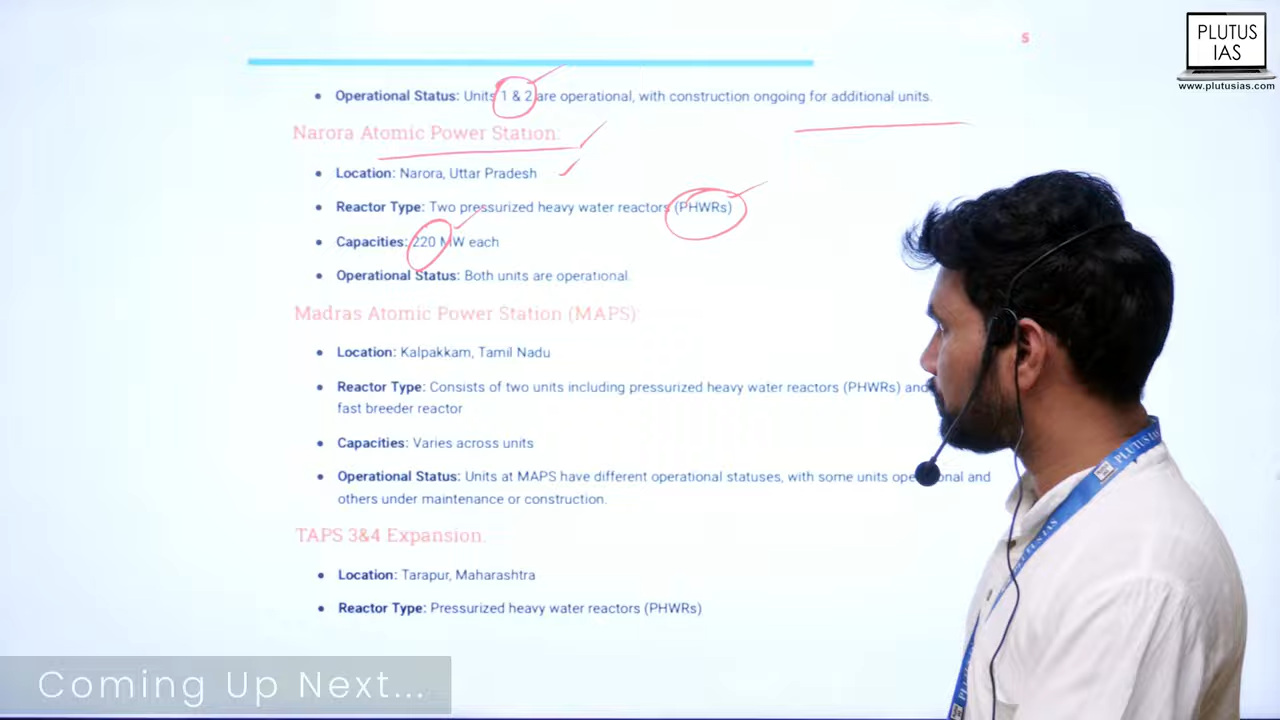 PLUTUS
IAS
www.plutusias.com
s
• Operational Status: Units 1 & 2 are operational, with construction ongoing for additional units.
Narora Atomic Power Station:
• Location: Narora, Uttar Pradesh
• Reactor Type: Two pressurized heavy water reactors (PHWRs)
• Capacities: 220 MW each
• Operational Status: Both units are operational.
Madras Atomic Power Station (MAPS):
• Location: Kalpakkam, Tamil Nadu
• Reactor Type: Consists of two units including pressurized heavy water reactors (PHWRs) and
fast breeder reactor
• Capacities: Varies across units
• Operational Status: Units at MAPS have different operational statuses, with some units operational and
others under maintenance or construction.
TAPS 3&4 Expansion:
• Location: Tarapur, Maharashtra
• Reactor Type: Pressurized heavy water reactors (PHWRs)
PLUTUS IAS
Coming Up Next...